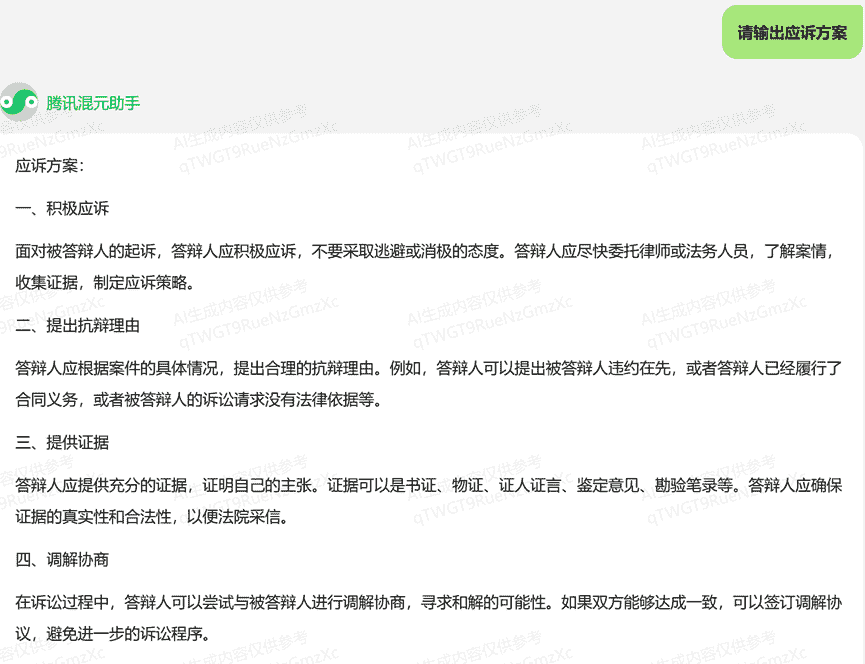 请输出应诉方案
腾讯混元助手
应诉方案：
一、积极应诉
面对被答辩人的起诉，答辩人应积极应诉，不要采取逃避或消极的态度。答辩人应尽快委托律师或法务人员，了解案情，
收集证据，制定应诉策略。
二、提出抗辩理由
答辩人应根据案件的具体情况，提出合理的抗辩理由。例如，答辩人可以提出被答辩人违约在先，或者答辩人已经履行了
合同义务，或者被答辩人的诉讼请求没有法律依据等。
三、提供证据
答辩人应提供充分的证据，证明自己的主张。证据可以是书证、物证、证人证言、鉴定意见、勘验笔录等。答辩人应确保
证据的真实性和合法性，以便法院采信。
四、调解协商
在诉讼过程中，答辩人可以尝试与被答辩人进行调解协商，寻求和解的可能性。如果双方能够达成一致，可以签订调解协
议，避免进一步的诉讼程序。
AI生成内容仅供参考
qTWGT9RueNzGmzXc